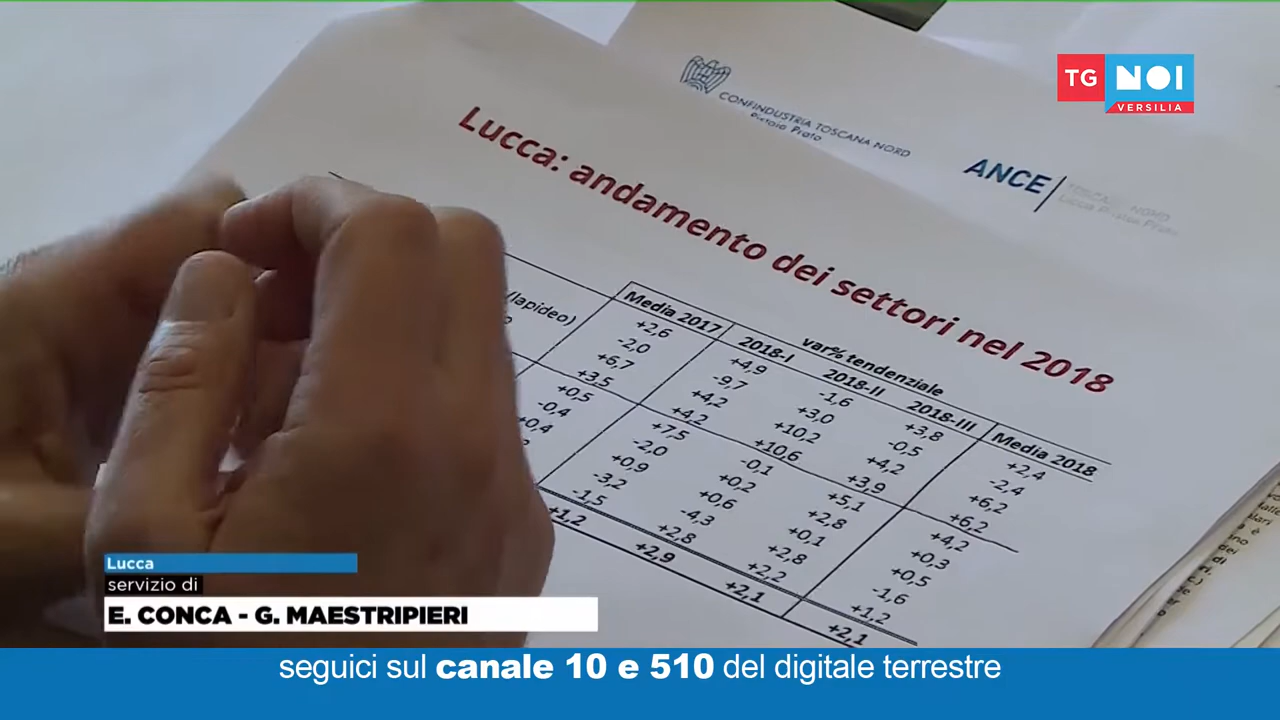 TG NOI
VERSILIA
CONFINDUSTRIA TOSCANA NORD
Pistoia Prato
ANCE
TOSCANA NORD
Lucca Pistoia Prato
Lucca: andamento dei settori nel 2018
Media 2017 var% tendenziale Media 2018
2018-I 2018-II 2018-III
(lapideo) +2,6 +4,9 -1,6 +3,8 +2,4
-2,0 -9,7 +3,0 -0,5 -2,4
+6,7 +4,2 +10,2 +4,2 +6,2
+3,5 +4,2 +10,6 +3,9 +6,2
+0,5 +7,5 -0,1 +5,1 +4,2
-0,4 -2,0 +0,2 +2,8 +0,3
+0,4 +0,9 +0,6 +0,1 +0,5
-3,2 -4,3 +2,8 -1,6
-1,5 +2,8 +2,2 +1,2
+1,2 +2,9 +2,1 +2,1
Lucca
servizio di
E. CONCA - G. MAESTRIPIERI
seguici sul canale 10 e 510 del digitale terrestre